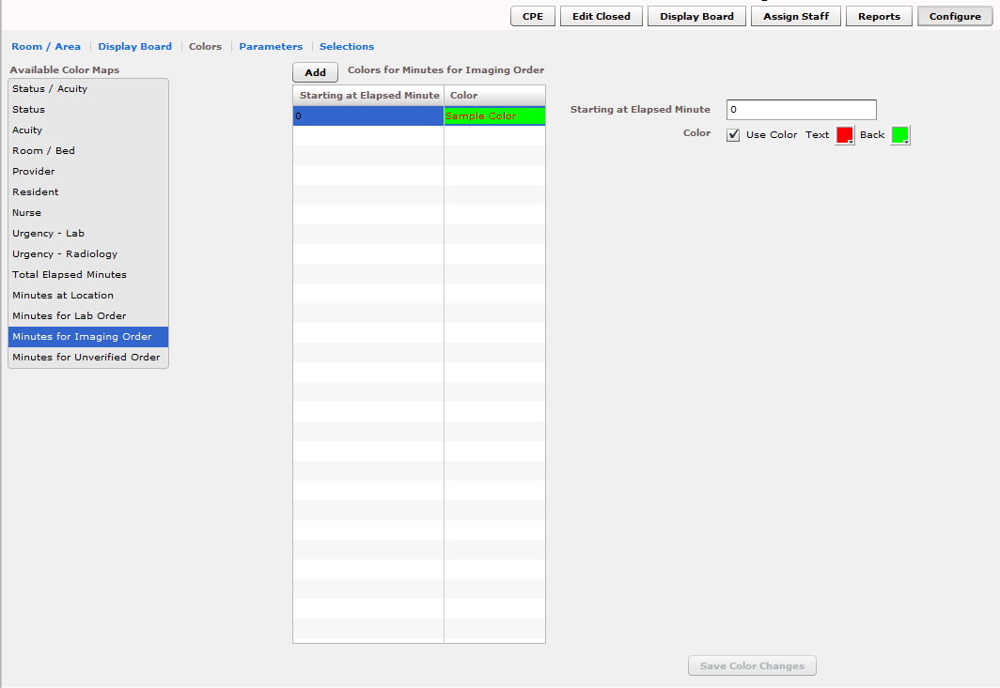 CPE Edit Closed Display Board Assign Staff Reports Configure
Room / Area Display Board Colors Parameters Selections
Available Color Maps
Status / Acuity
Status
Acuity
Room / Bed
Provider
Resident
Nurse
Urgency - Lab
Urgency - Radiology
Total Elapsed Minutes
Minutes at Location
Minutes for Lab Order
Minutes for Imaging Order
Minutes for Unverified Order
Add Colors for Minutes for Imaging Order
Starting at Elapsed Minute Color
0 Sample Color
Starting at Elapsed Minute 0
Color Use Color Text Back
Save Color Changes